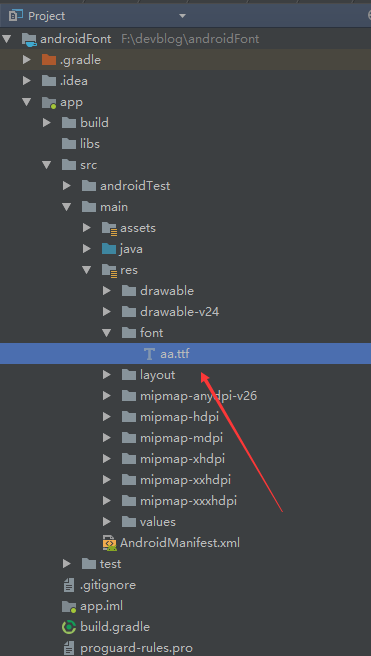 Project
androidFont F:\devblog\androidFont
.gradle
.idea
app
build
libs
src
androidTest
main
assets
java
res
drawable
drawable-v24
font
aa.ttf
layout
mipmap-anydpi-v26
mipmap-hdpi
mipmap-mdpi
mipmap-xhdpi
mipmap-xxhdpi
mipmap-xxxhdpi
values
AndroidManifest.xml
test
.gitignore
app.iml
build.gradle
proguard-rules.pro